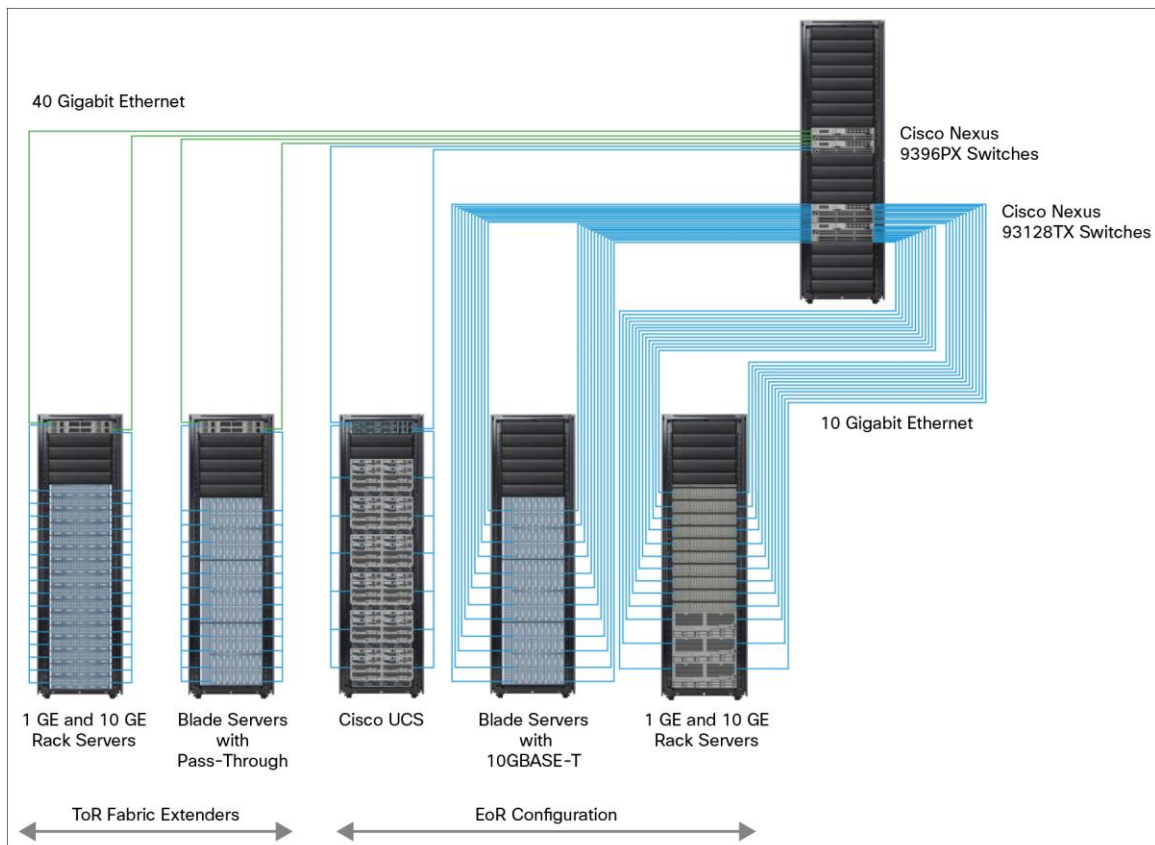 40 Gigabit Ethernet
Cisco Nexus
9396PX Switches
Cisco Nexus
93128TX Switches
10 Gigabit Ethernet
1 GE and 10 GE
Rack Servers
Blade Servers
with
Pass-Through
Cisco UCS
Blade Servers
with
10GBASE-T
1 GE and 10 GE
Rack Servers
ToR Fabric Extenders
EoR Configuration